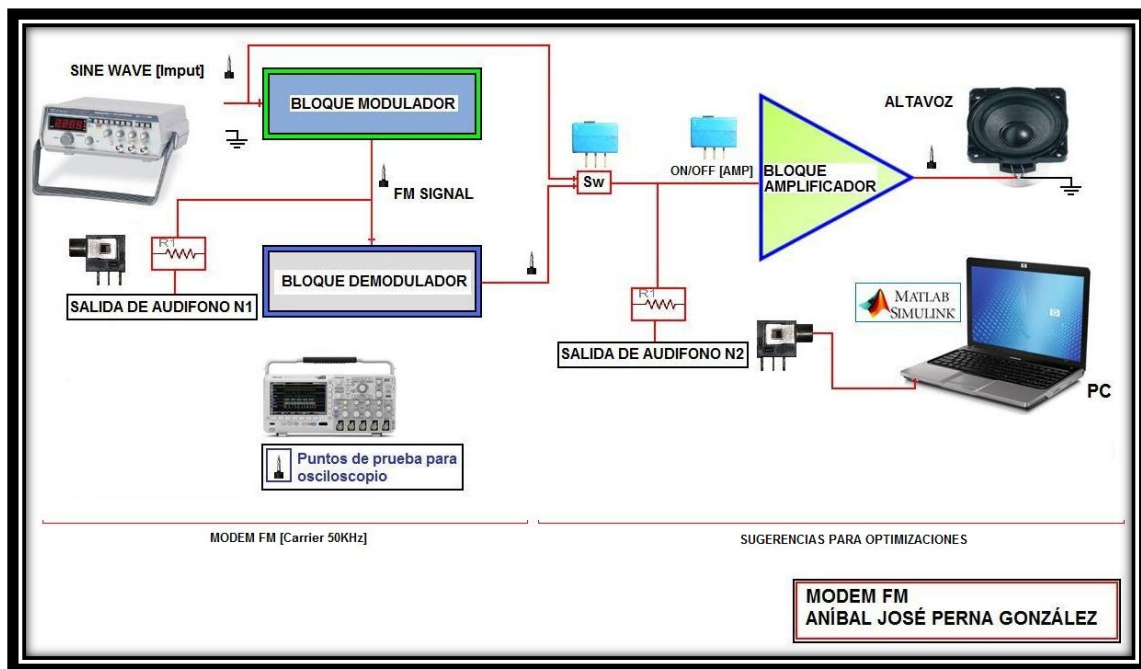 SINE WAVE [Imput]
BLOQUE MODULADOR
ALTAVOZ
Sw
ON/OFF [AMP]
BLOQUE
AMPLIFICADOR
FM SIGNAL
R1
BLOQUE DEMODULADOR
SALIDA DE AUDIFONO N1
R1
MATLAB
SIMULINK
SALIDA DE AUDIFONO N2
PC
Puntos de prueba para
osciloscopio
MODEM FM [Carrier 50KHz]
SUGERENCIAS PARA OPTIMIZACIONES
MODEM FM
ANÍBAL JOSÉ PERNA GONZÁLEZ